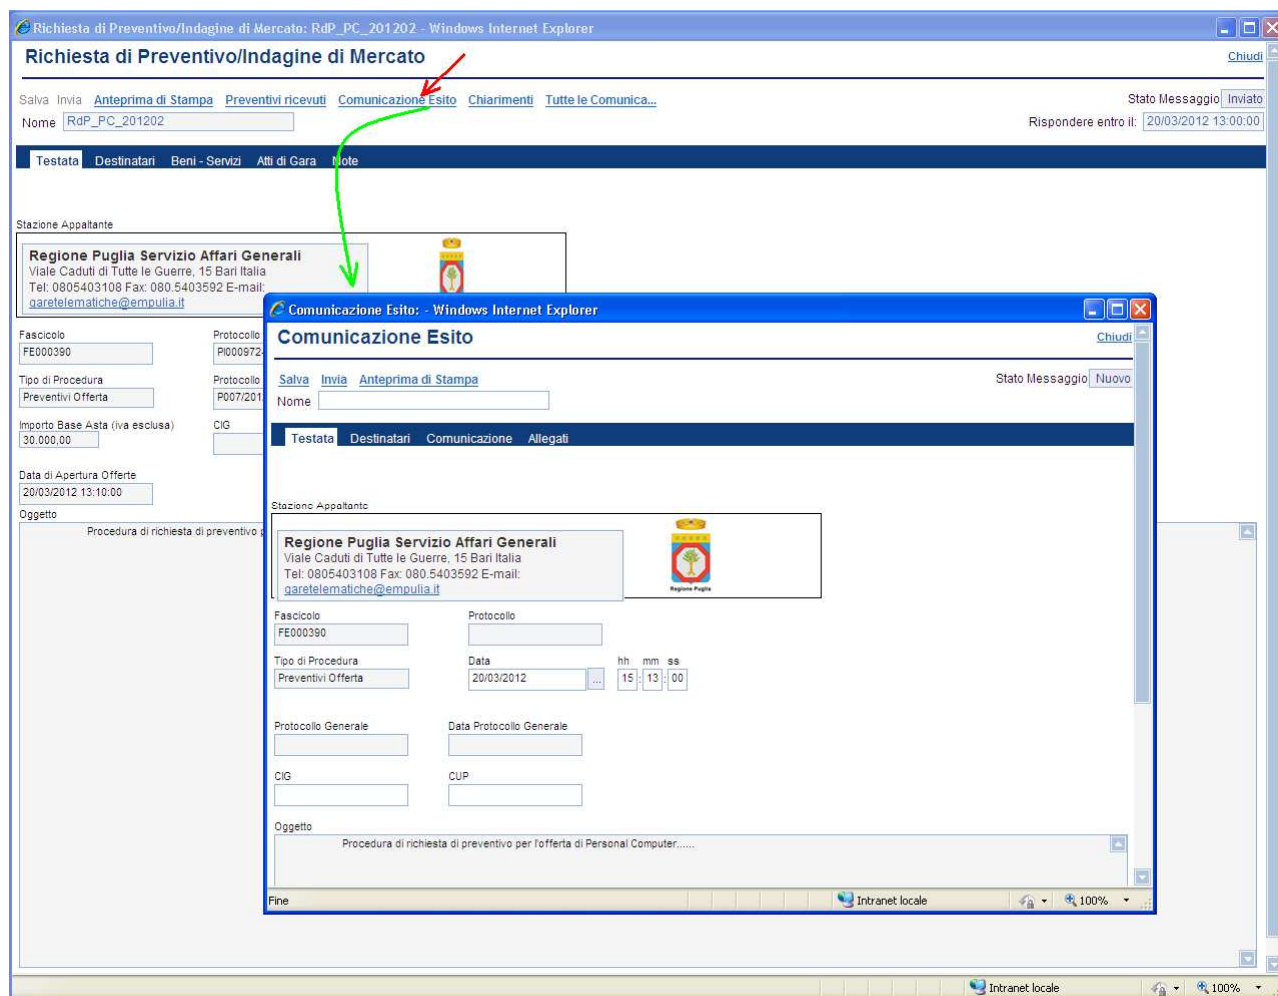 Richiesta di Preventivo/Indagine di Mercato: RdP_PC_201202 - Windows Internet Explorer
Richiesta di Preventivo/Indagine di Mercato
Chiudi
Salva Invia Anteprima di Stampa Preventivi ricevuti Comunicazione Esito Chiarimenti Tutte le Comunica...
Stato Messaggio Inviato
Nome RdP_PC_201202
Rispondere entro il: 20/03/2012 13:00:00
Testata Destinatari Beni - Servizi Atti di Gara Note
Stazione Appaltante
Regione Puglia Servizio Affari Generali
Viale Caduti di Tutte le Guerre, 15 Bari Italia
Tel: 0805403108 Fax: 080.5403592 E-mail:
garetelematiche@empulia.it
Fascicolo Protocollo
FE000390 PI000972-
Tipo di Procedura Protocollo
Preventivi Offerta P007/201
Importo Base Asta (iva esclusa) CIG
30.000,00
Data di Apertura Offerte
20/03/2012 13:10:00
Oggetto
Procedura di richiesta di preventivo
Comunicazione Esito: - Windows Internet Explorer
Comunicazione Esito
Chiudi
Salva Invia Anteprima di Stampa
Stato Messaggio Nuovo
Nome
Testata Destinatari Comunicazione Allegati
Stazione Appaltante
Regione Puglia Servizio Affari Generali
Viale Caduti di Tutte le Guerre, 15 Bari Italia
Tel: 0805403108 Fax: 080.5403592 E-mail:
garetelematiche@empulia.it
Regione Puglia
Fascicolo Protocollo
FE000390
Tipo di Procedura Data hh mm ss
Preventivi Offerta 20/03/2012 ... 15 : 13 : 00
Protocollo Generale Data Protocollo Generale
CIG CUP
Oggetto
Procedura di richiesta di preventivo per l'offerta di Personal Computer......
Fine Intranet locale 100%
Intranet locale 100%